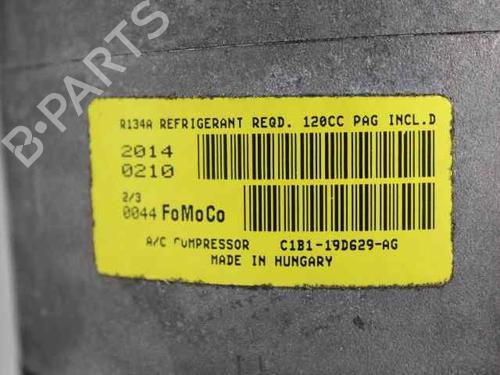 R134A REFRIGERANT REQD. 120CC PAG INCL.D
2014
0210
2/3
0044 FoMoCo
A/C COMPRESSOR C1B1-19D629-AG
MADE IN HUNGARY
B-PARTS